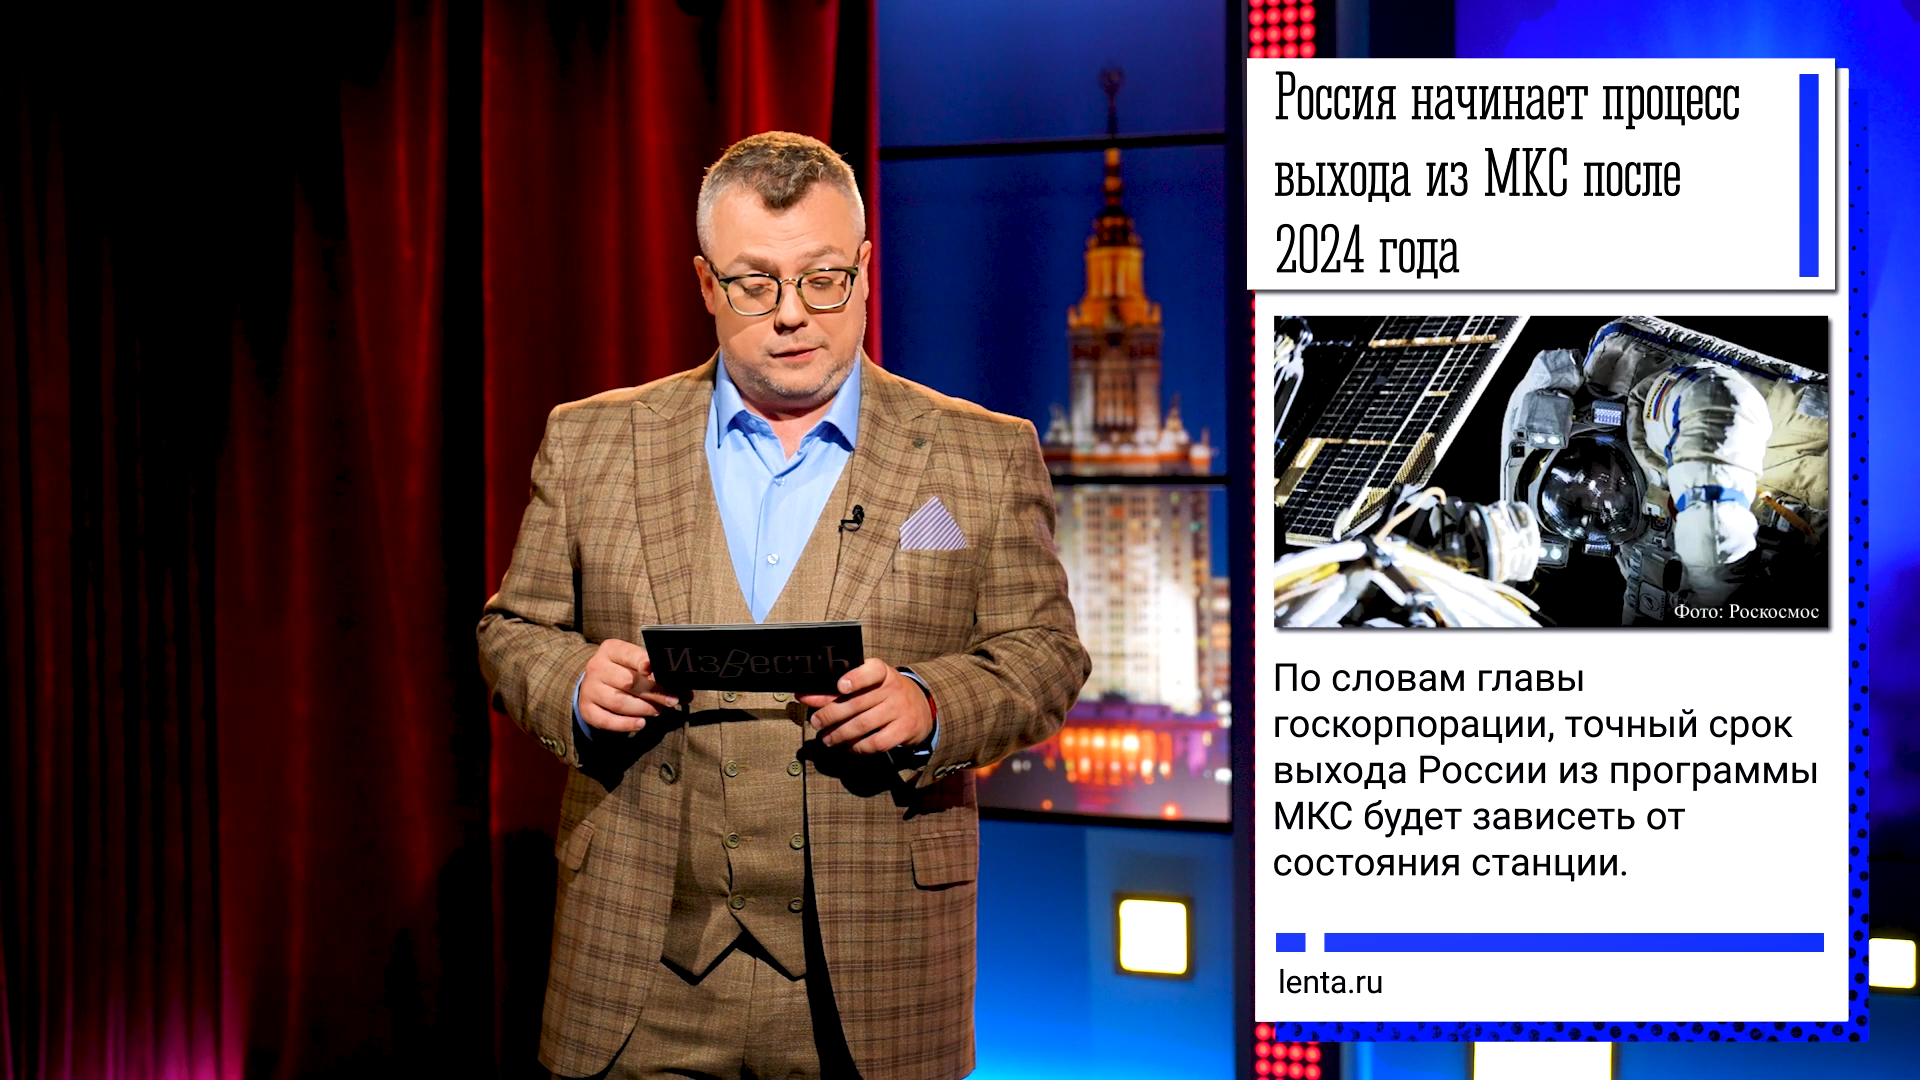 Россия начинает процесс
выхода из МКС после
2024 года
Фото: Роскосмос
ИзВестЬ
По словам главы
госкорпорации, точный срок
выхода России из программы
МКС будет зависеть от
состояния станции.
lenta.ru